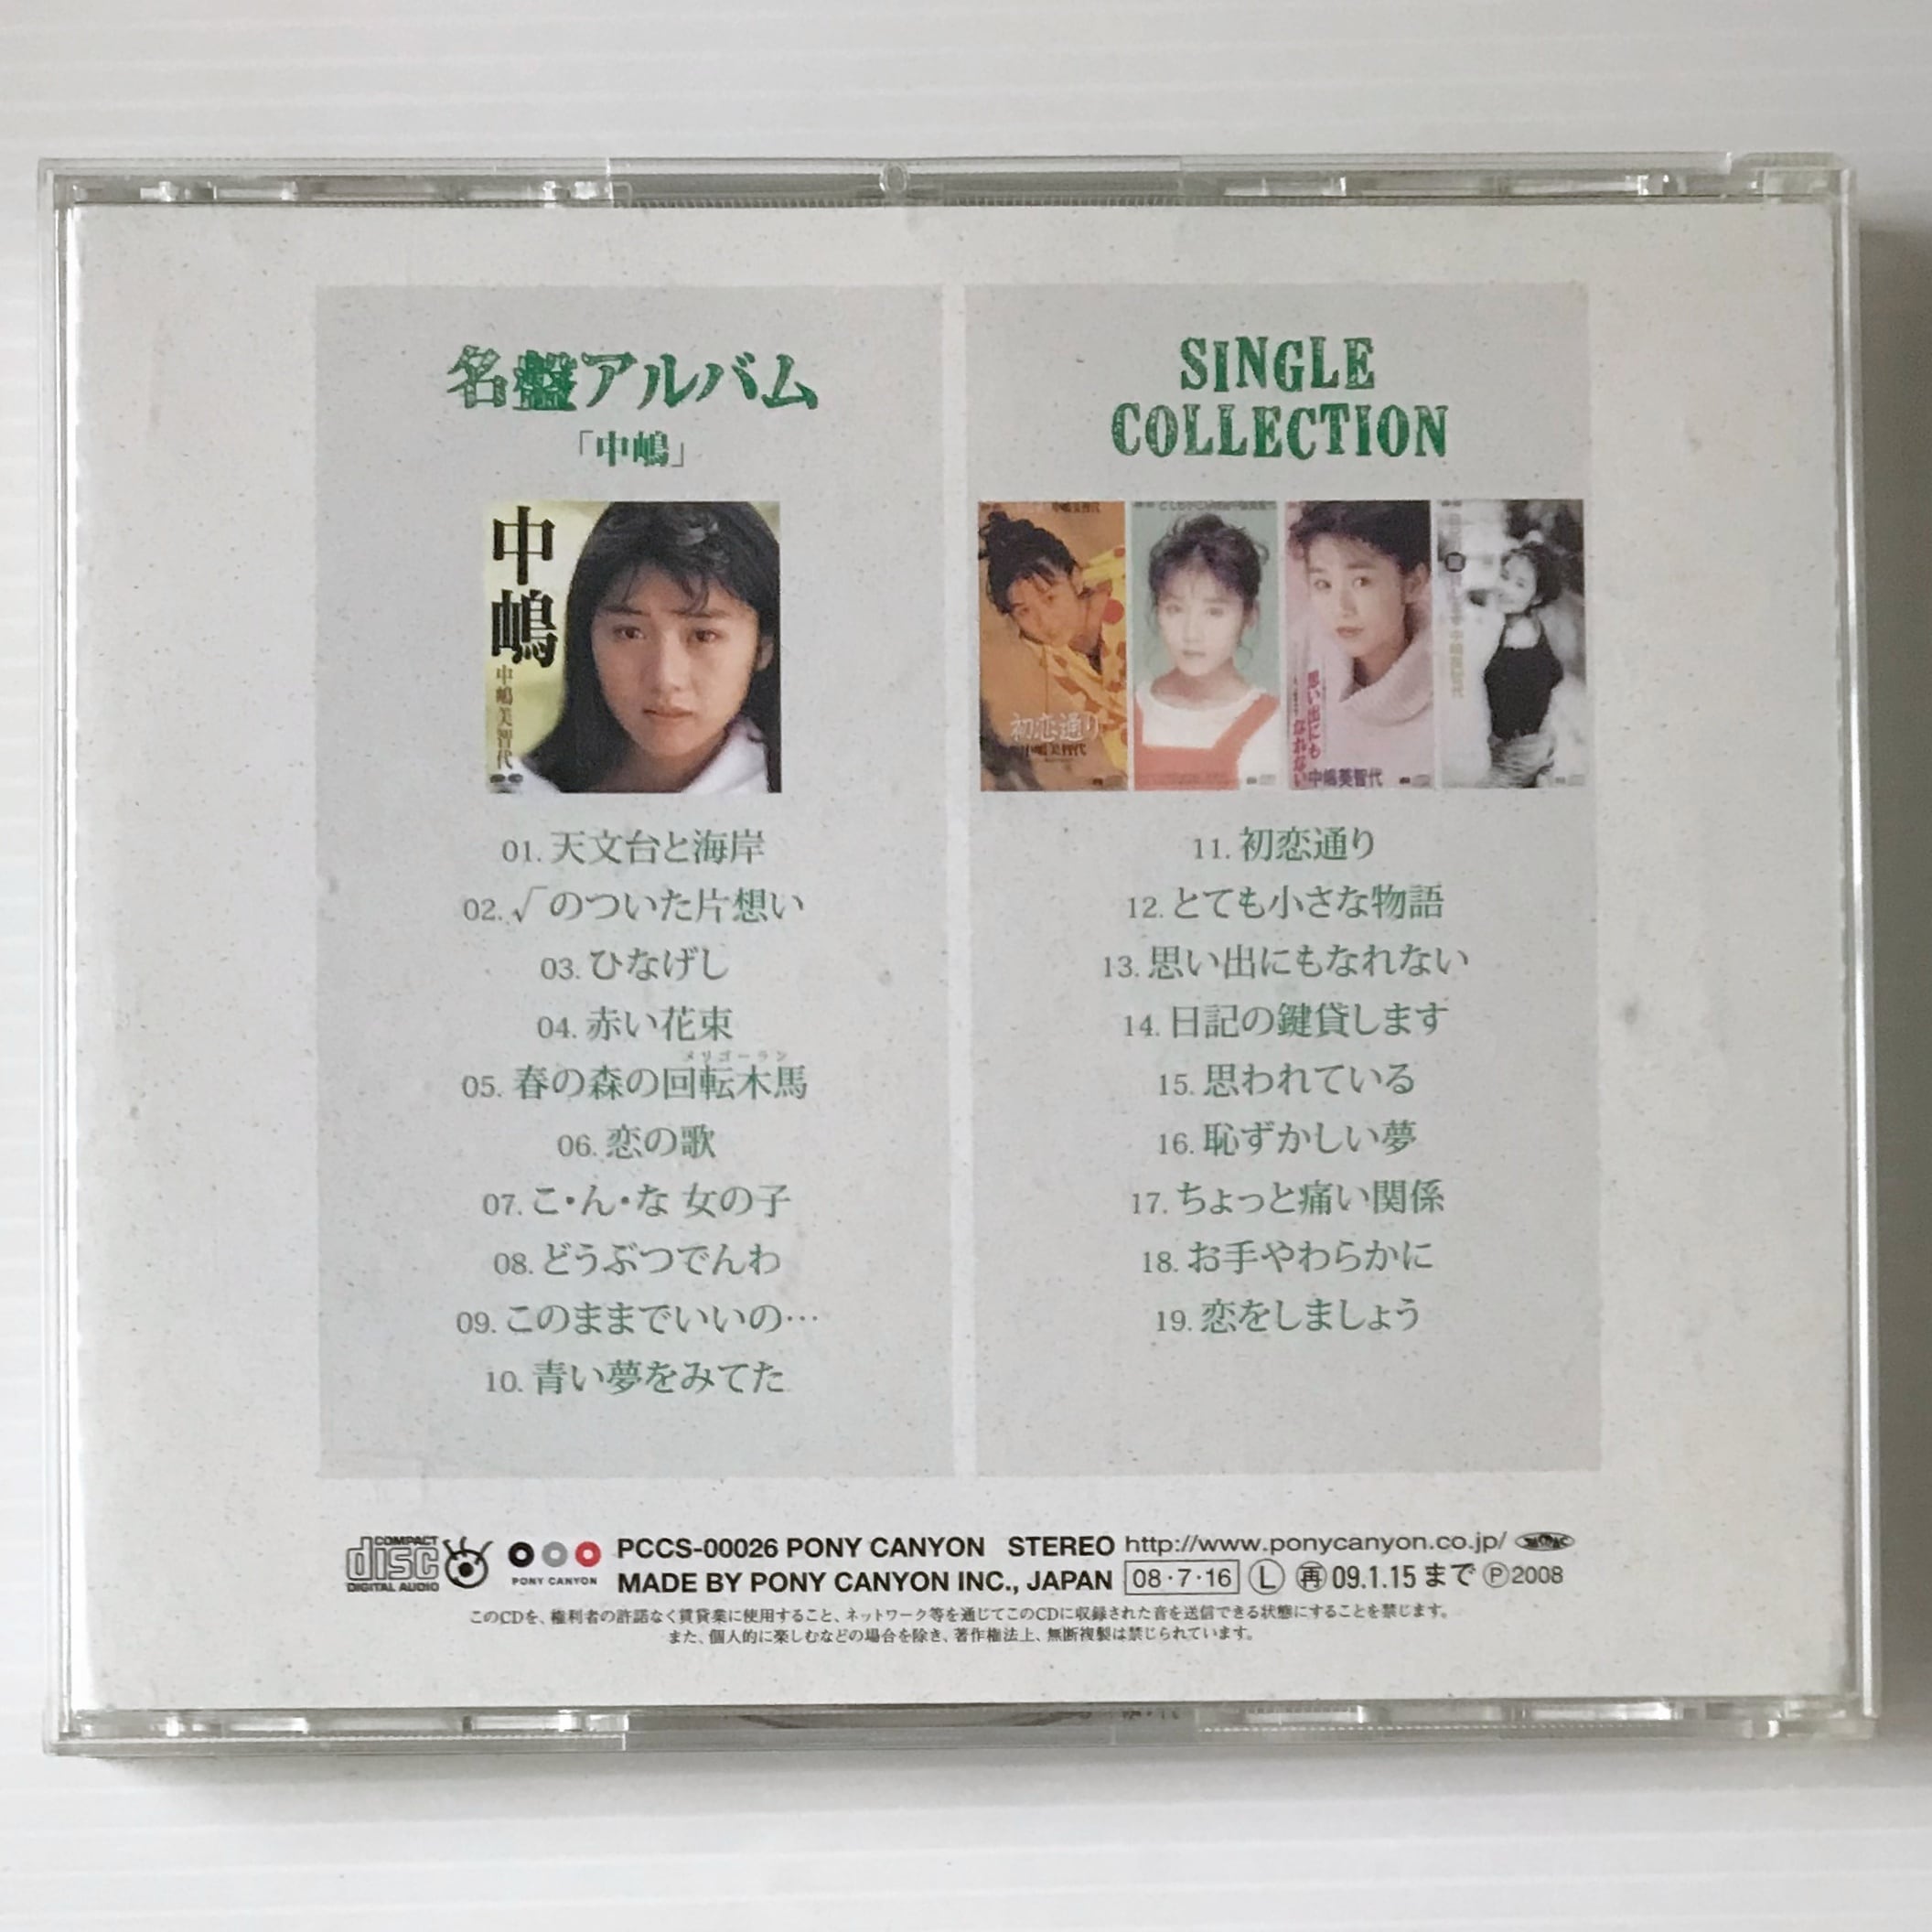 名盤アルバム
「中嶋」
中嶋
中嶋美智代
01. 天文台と海岸
02. √のついた片想い
03. ひなげし
04. 赤い花束
メリゴーラン
05. 春の森の回転木馬
06. 恋の歌
07. こ・ん・な 女の子
08. どうぶつでんわ
09. このままでいいの…
10. 青い夢をみてた
SINGLE
COLLECTION
初恋通り
中嶋美智代
思い出にも
なれない
中嶋美智代
11. 初恋通り
12. とても小さな物語
13. 思い出にもなれない
14. 日記の鍵貸します
15. 思われている
16. 恥ずかしい夢
17. ちょっと痛い関係
18. お手やわらかに
19. 恋をしましょう
COMPACT
disc
DIGITAL AUDIO
PONY CANYON
PCCS-00026 PONY CANYON STEREO http://www.ponycanyon.co.jp/
MADE BY PONY CANYON INC., JAPAN 08・7・16 Ⓛ ㊢09.1.15 まで Ⓟ2008
このCDを、権利者の許諾なく賃貸業に使用すること、ネットワーク等を通じてこのCDに収録された音を送信できる状態にすることを禁じます。
また、個人的に楽しむなどの場合を除き、著作権法上、無断複製は禁じられています。